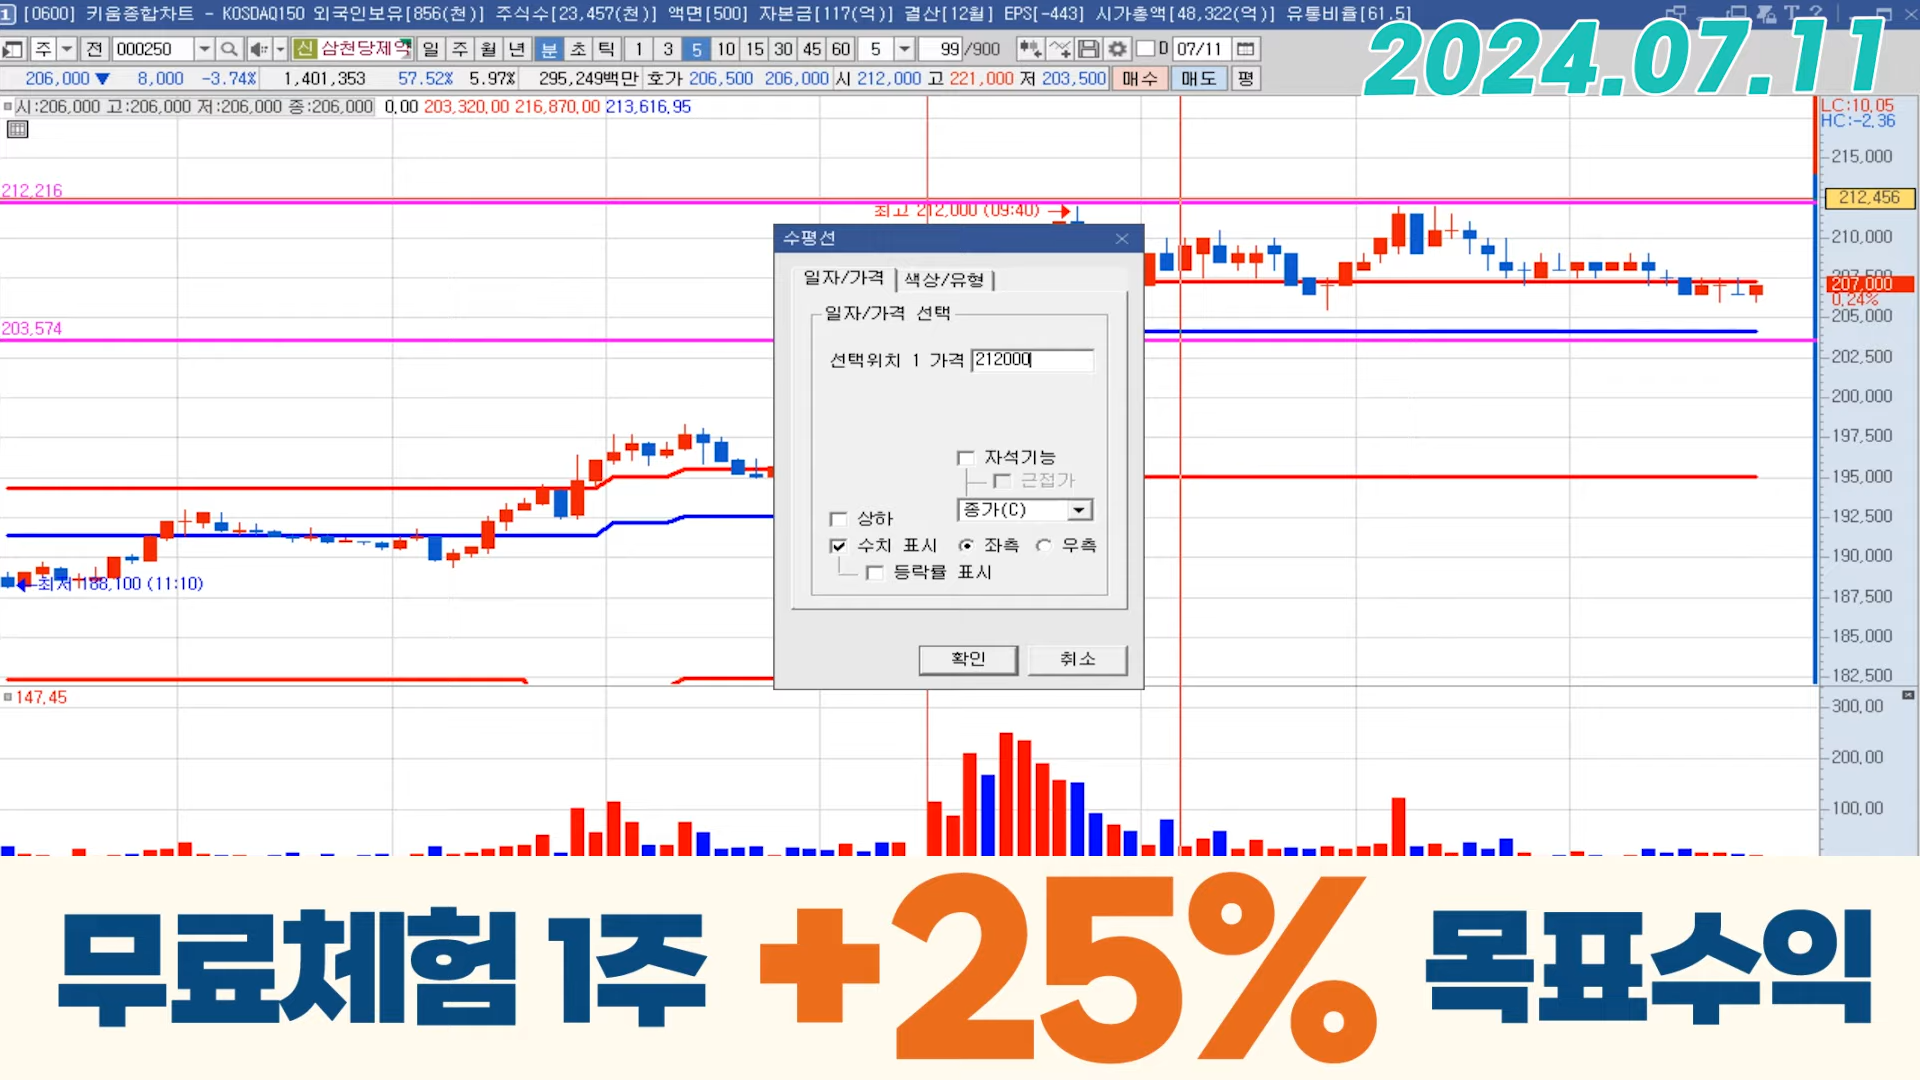 1 [0600] 키움종합차트 - KOSDAQ150 외국인보유[856(천)] 주식수[23,457(천)] 액면[500] 자본금[117(억)] 결산[12월] EPS[-443] 시가총액[48,322(억)] 유통비율[61.5]
2024.07.11
주 전 000250 신 삼천당제약 일 주 월 년 분 초 틱 1 3 5 10 15 30 45 60 5 99 /900 D 07/11
206,000 ▼ 8,000 -3.74% 1,401,353 57.52% 5.97% 295,249백만 호가 206,500 206,000 시 212,000 고 221,000 저 203,500 매수 매도 평
시:206,000 고:206,000 저:206,000 종:206,000 0.00 203,320.00 216,870.00 213,616.95
LC:10.05
HC:-2.36
215,000
212,216
212,456
최고 212,000 (09:40)
210,000
207,500
207,000
0.24%
205,000
203,574
202,500
200,000
197,500
195,000
192,500
190,000
187,500
185,000
182,500
최저 188,100 (11:10)
수평선
일자/가격 색상/유형
일자/가격 선택
선택위치 1 가격 212000
자석기능
근접가
종가(C)
상하
수치 표시 좌측 우측
등락률 표시
확인 취소
147.45
300.00
200.00
100.00
무료체험 1주 +25% 목표수익